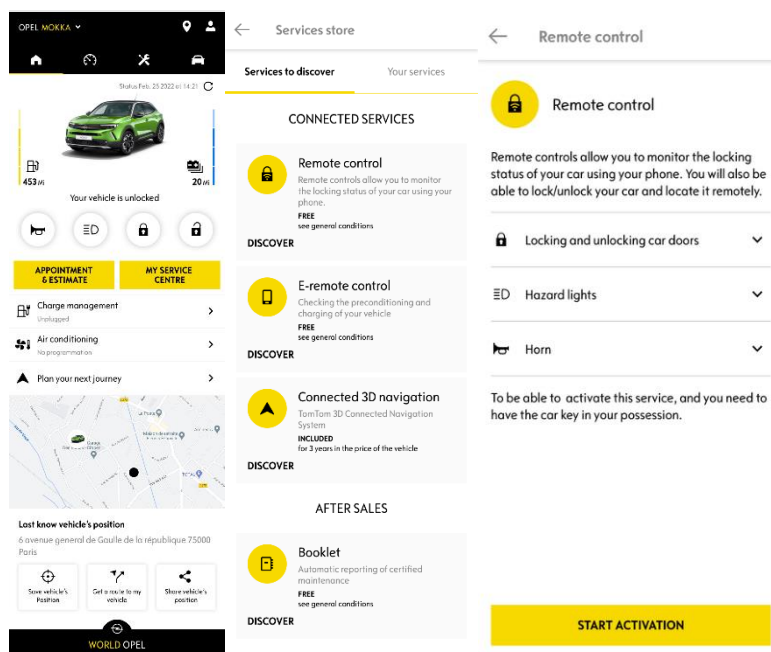 OPEL MOKKA
Status Feb. 25 2022 at 14:21
453 mi
20 mi
Your vehicle is unlocked
APPOINTMENT
& ESTIMATE
MY SERVICE
CENTRE
Charge management
Unplugged
Air conditioning
No programmation
Plan your next journey
TOTAL
Last know vehicle's position
6 avenue general de Gaulle de la république 75000
Paris
Save vehicle's
Position
Get a route to my
vehicle
Share vehicle's
position
WORLD OPEL
Services store
Services to discover
Your services
CONNECTED SERVICES
Remote control
Remote controls allow you to monitor
the locking status of your car using your
phone.
FREE
see general conditions
DISCOVER
E-remote control
Checking the preconditioning and
charging of your vehicle
FREE
see general conditions
DISCOVER
Connected 3D navigation
TomTom 3D Connected Navigation
System
INCLUDED
for 3 years in the price of the vehicle
DISCOVER
AFTER SALES
Booklet
Automatic reporting of certified
maintenance
FREE
see general conditions
DISCOVER
Remote control
Remote control
Remote controls allow you to monitor the locking
status of your car using your phone. You will also be
able to lock/unlock your car and locate it remotely.
Locking and unlocking car doors
Hazard lights
Horn
To be able to activate this service, and you need to
have the car key in your possession.
START ACTIVATION